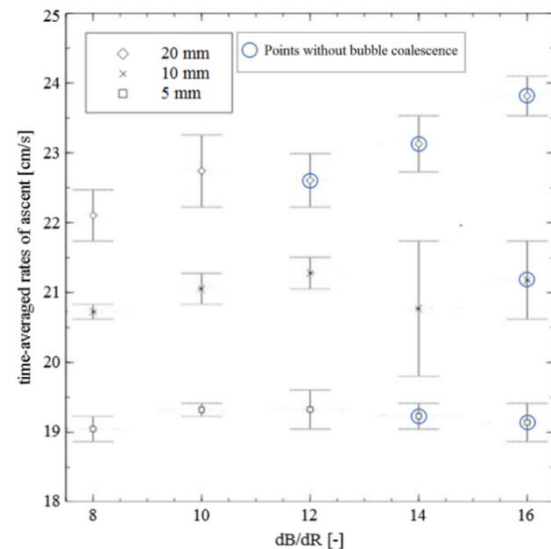 25
24
23
22
21
20
19
18
time-averaged rates of ascent [cm/s]
20 mm
10 mm
5 mm
Points without bubble coalescence
8 10 12 14 16
dB/dR [-]